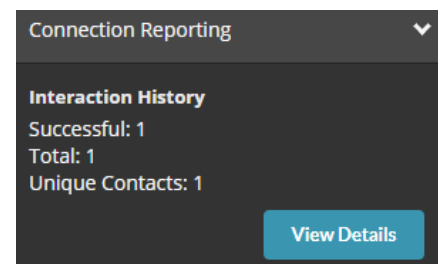 Connection Reporting
Interaction History
Successful: 1
Total: 1
Unique Contacts: 1
View Details